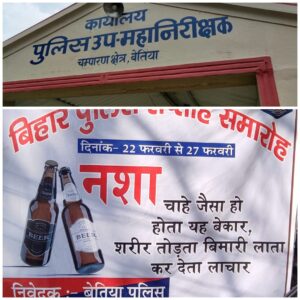 कार्यालय
पुलिस उप-महानिरीक्षक
चम्पारण क्षेत्र, बेतिया
बिहार पुलिस सप्ताह समारोह
दिनांक- 22 फरवरी से 27 फरवरी
नशा
चाहे जैसा हो
होता यह बेकार,
शरीर तोड़ता बिमारी लाता
कर देता लाचार
BEER
BEER
निवेदक:- बेतिया पुलिस